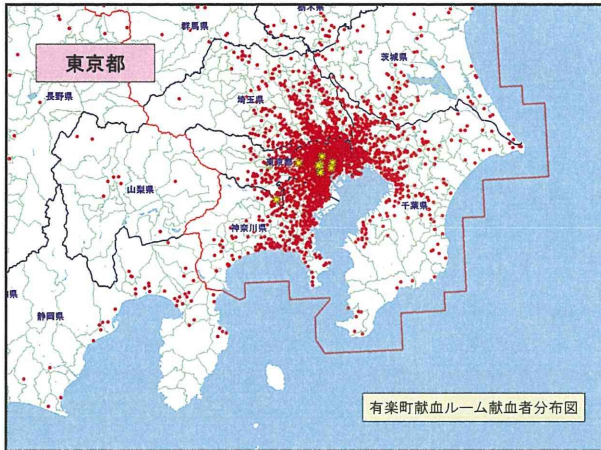 栃木県
群馬県
東京都
茨城県
長野県
埼玉県
東京都
山梨県
千葉県
神奈川県
静岡県
有楽町献血ルーム献血者分布図